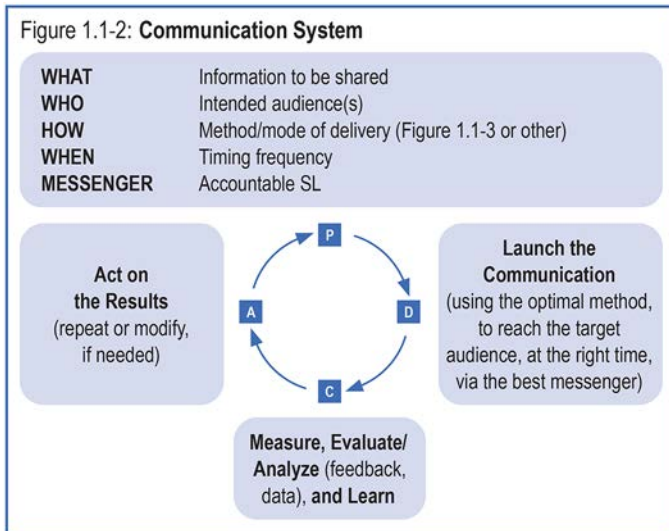 Figure 1.1-2: Communication System
WHAT Information to be shared
WHO Intended audience(s)
HOW Method/mode of delivery (Figure 1.1-3 or other)
WHEN Timing frequency
MESSENGER Accountable SL
P
Act on
the Results
(repeat or modify,
if needed)
A
D
Launch the
Communication
(using the optimal method,
to reach the target
audience, at the right time,
via the best messenger)
C
Measure, Evaluate/
Analyze (feedback,
data), and Learn